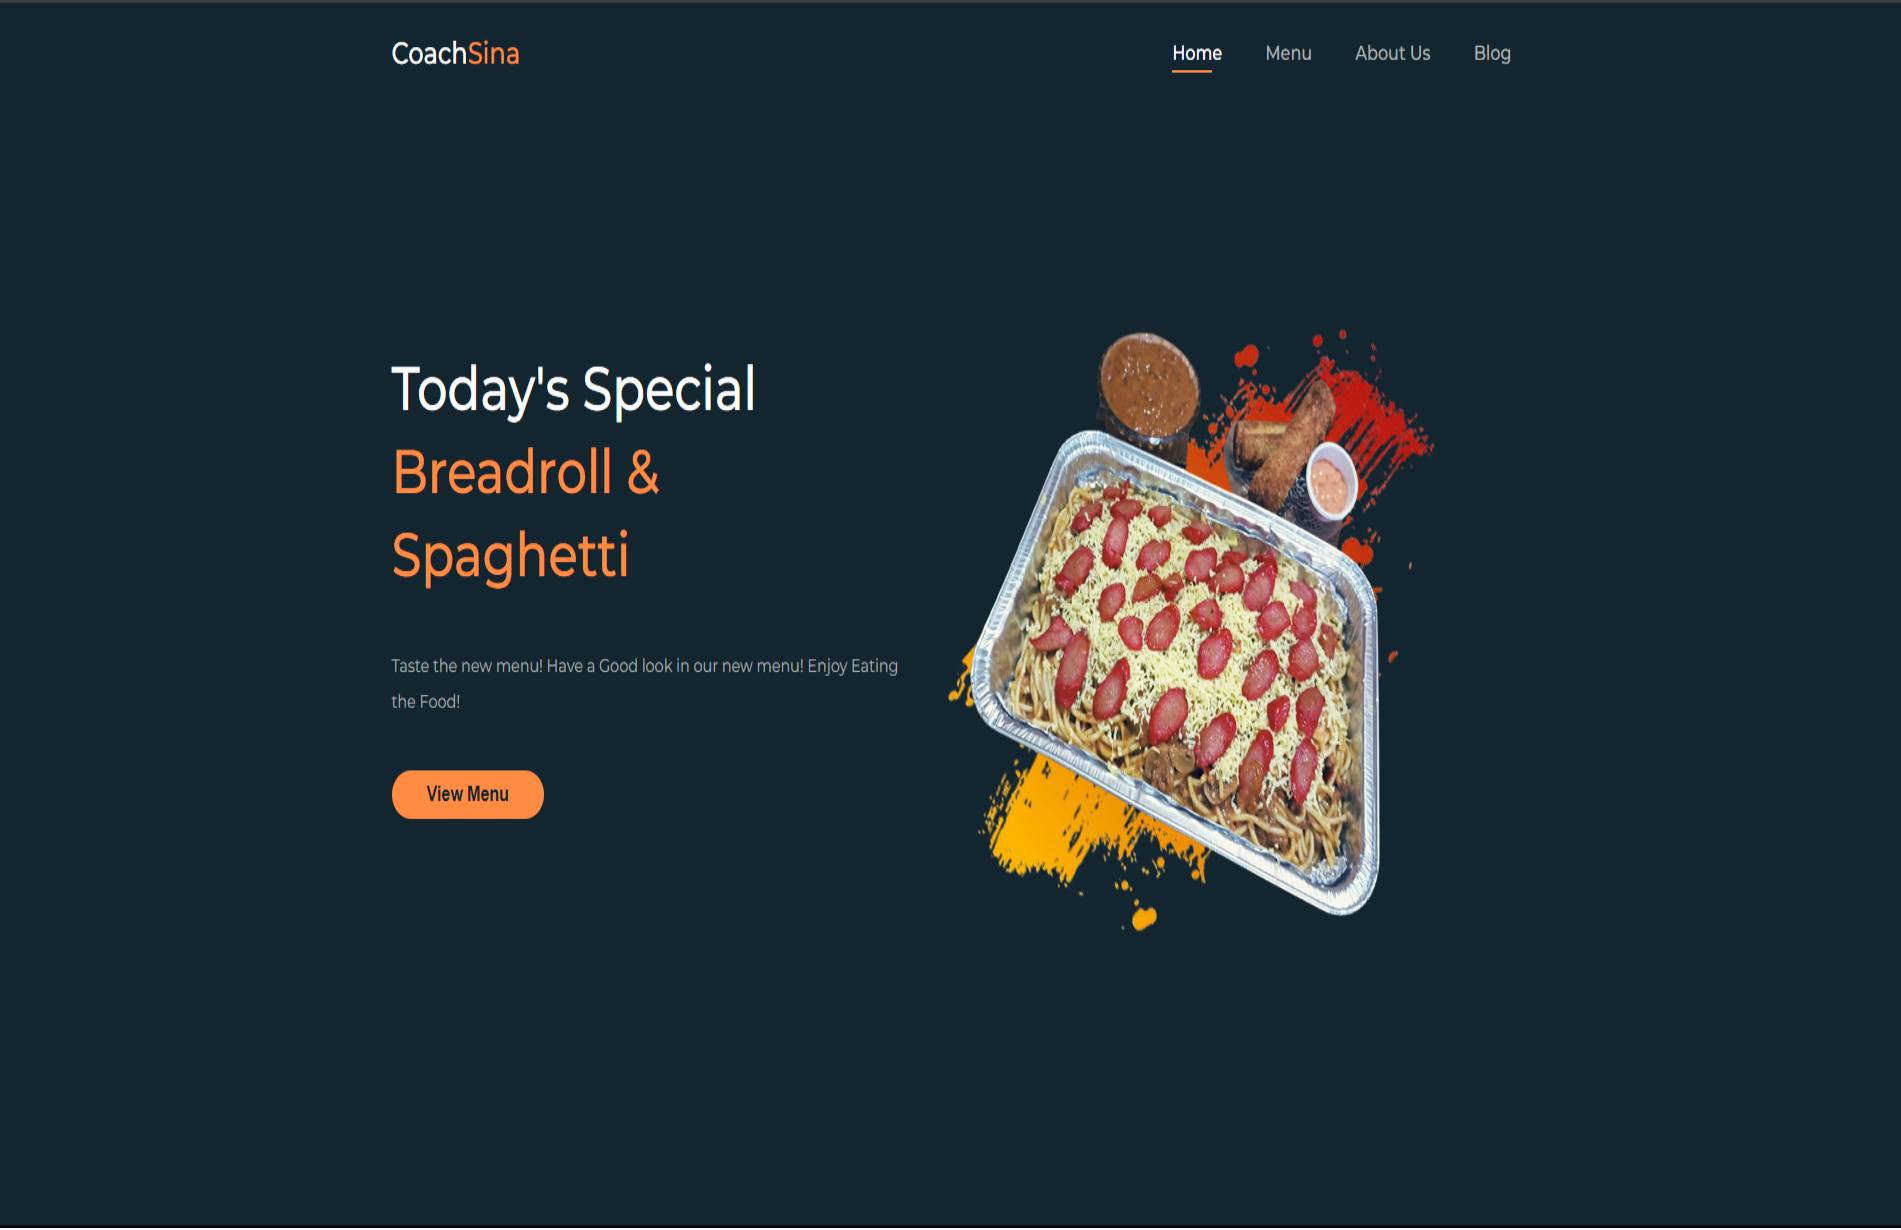 CoachSina
Home Menu About Us Blog
Today's Special
Breadroll &
Spaghetti
Taste the new menu! Have a Good look in our new menu! Enjoy Eating
the Food!
View Menu